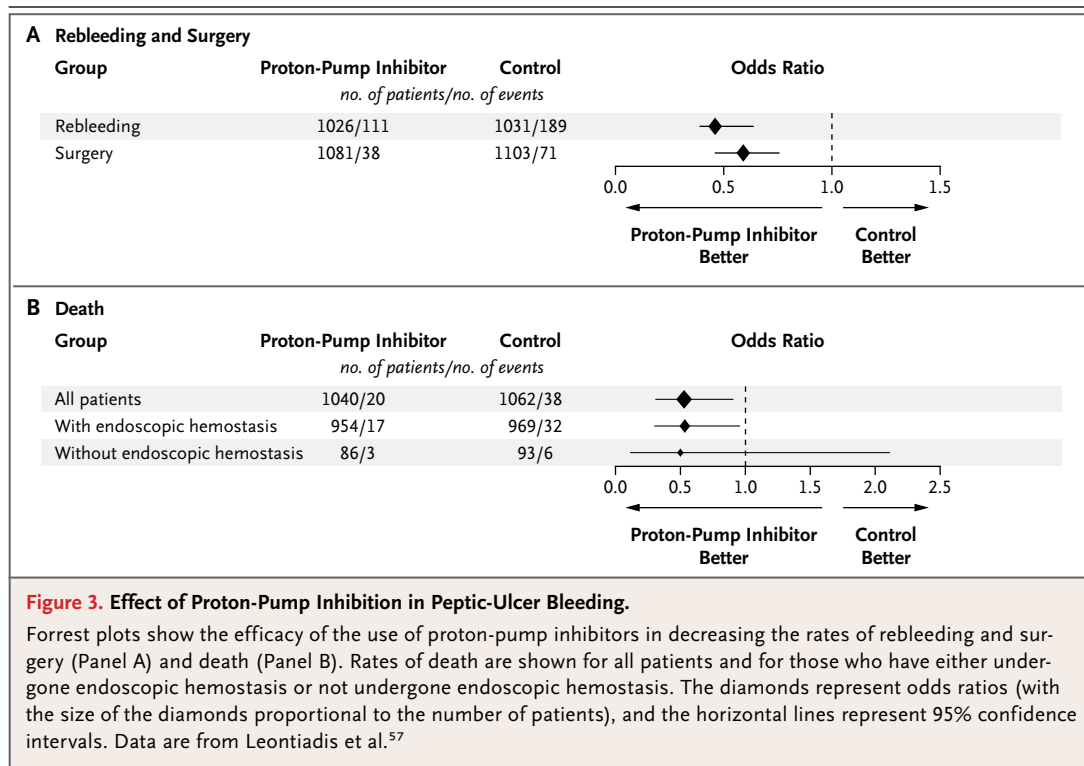 A Rebleeding and Surgery
Group Proton-Pump Inhibitor Control Odds Ratio
no. of patients/no. of events
Rebleeding 1026/111 1031/189
Surgery 1081/38 1103/71
0.0 0.5 1.0 1.5
Proton-Pump Inhibitor Control
Better Better
B Death
Group Proton-Pump Inhibitor Control Odds Ratio
no. of patients/no. of events
All patients 1040/20 1062/38
With endoscopic hemostasis 954/17 969/32
Without endoscopic hemostasis 86/3 93/6
0.0 0.5 1.0 1.5 2.0 2.5
Proton-Pump Inhibitor Control
Better Better
Figure 3. Effect of Proton-Pump Inhibition in Peptic-Ulcer Bleeding.
Forrest plots show the efficacy of the use of proton-pump inhibitors in decreasing the rates of rebleeding and sur-
gery (Panel A) and death (Panel B). Rates of death are shown for all patients and for those who have either under-
gone endoscopic hemostasis or not undergone endoscopic hemostasis. The diamonds represent odds ratios (with
the size of the diamonds proportional to the number of patients), and the horizontal lines represent 95% confidence
intervals. Data are from Leontiadis et al.⁵⁷